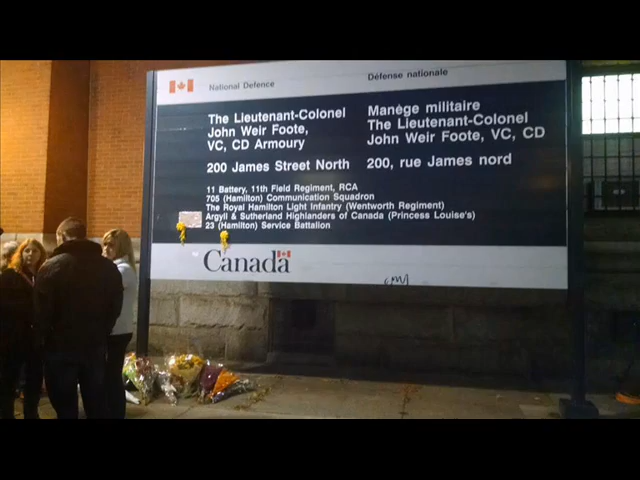 National Defence
Défense nationale
The Lieutenant-Colonel
John Weir Foote,
VC, CD Armoury
200 James Street North
Manège militaire
The Lieutenant-Colonel
John Weir Foote, VC, CD
200, rue James nord
11 Battery, 11th Field Regiment, RCA
705 (Hamilton) Communication Squadron
The Royal Hamilton Light Infantry (Wentworth Regiment)
Argyll & Sutherland Highlanders of Canada (Princess Louise's)
23 (Hamilton) Service Battalion
Canada